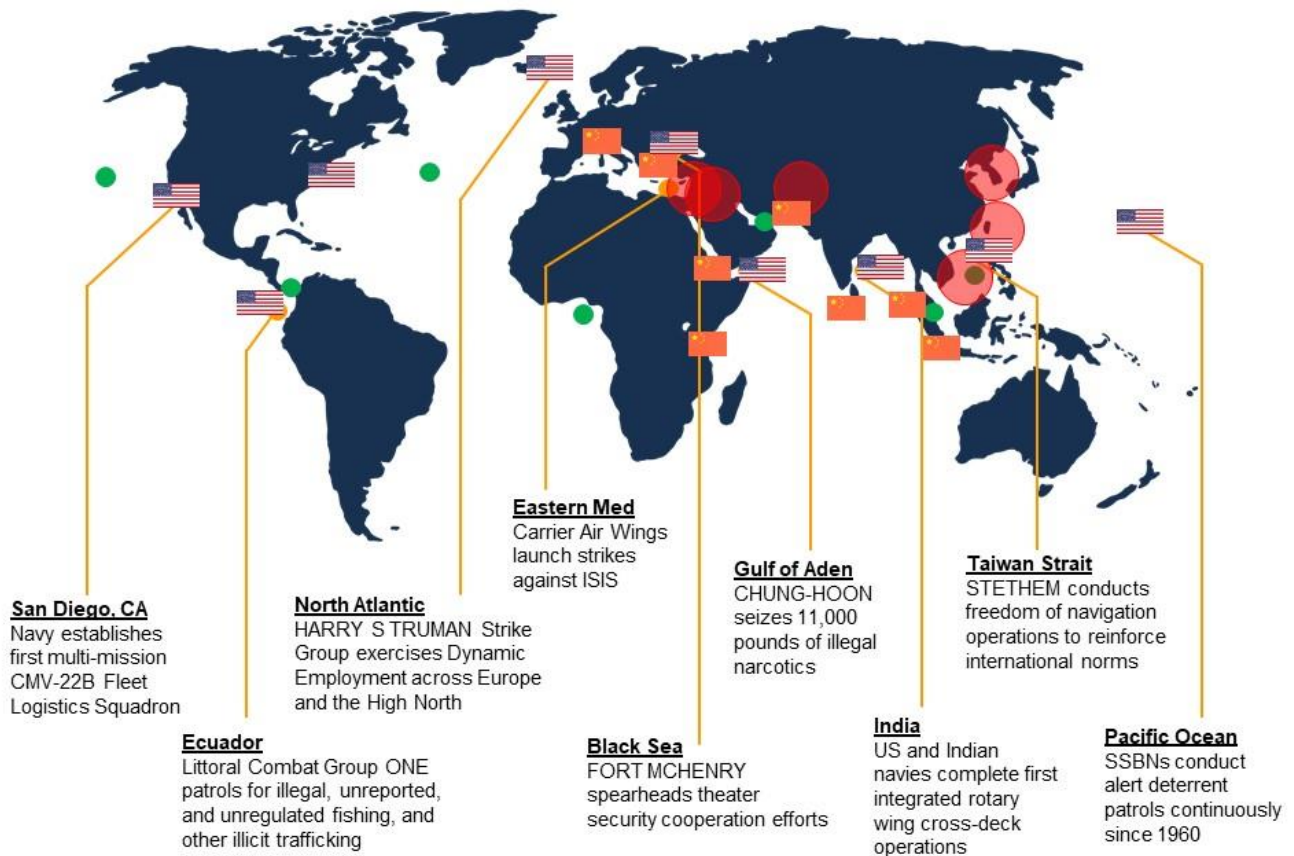 Eastern Med
Carrier Air Wings
launch strikes
against ISIS
Gulf of Aden
CHUNG-HOON
seizes 11,000
pounds of illegal
narcotics
Taiwan Strait
STETHEM conducts
freedom of navigation
operations to reinforce
international norms
San Diego, CA
Navy establishes
first multi-mission
CMV-22B Fleet
Logistics Squadron
North Atlantic
HARRY S TRUMAN Strike
Group exercises Dynamic
Employment across Europe
and the High North
Ecuador
Littoral Combat Group ONE
patrols for illegal, unreported,
and unregulated fishing, and
other illicit trafficking
Black Sea
FORT MCHENRY
spearheads theater
security cooperation efforts
India
US and Indian
navies complete first
integrated rotary
wing cross-deck
operations
Pacific Ocean
SSBNs conduct
alert deterrent
patrols continuously
since 1960